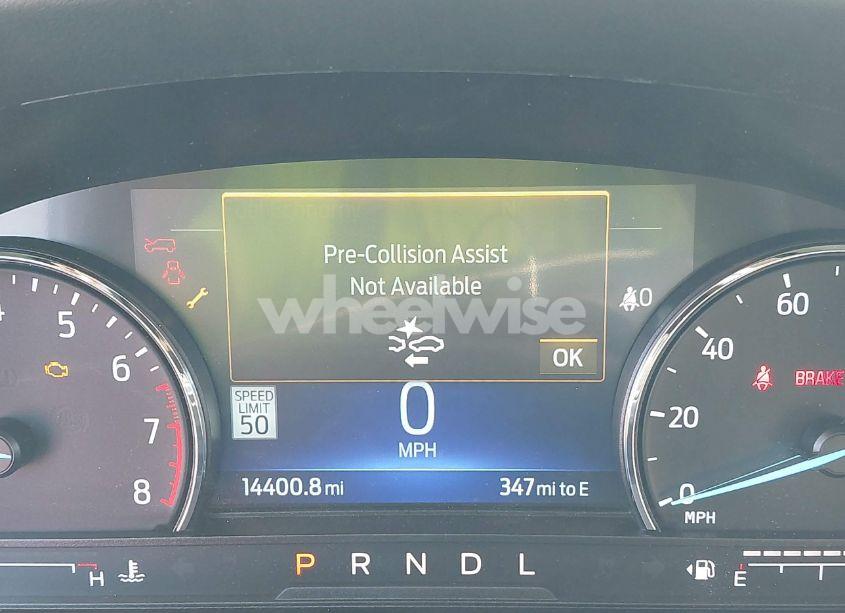 Pre-Collision Assist
Not Available
wheelwise
OK
5
6
7
8
SPEED
LIMIT
50
0
MPH
14400.8 mi
347 mi to E
0
60
40
20
0
MPH
BRAKE
H
P R N D L
E